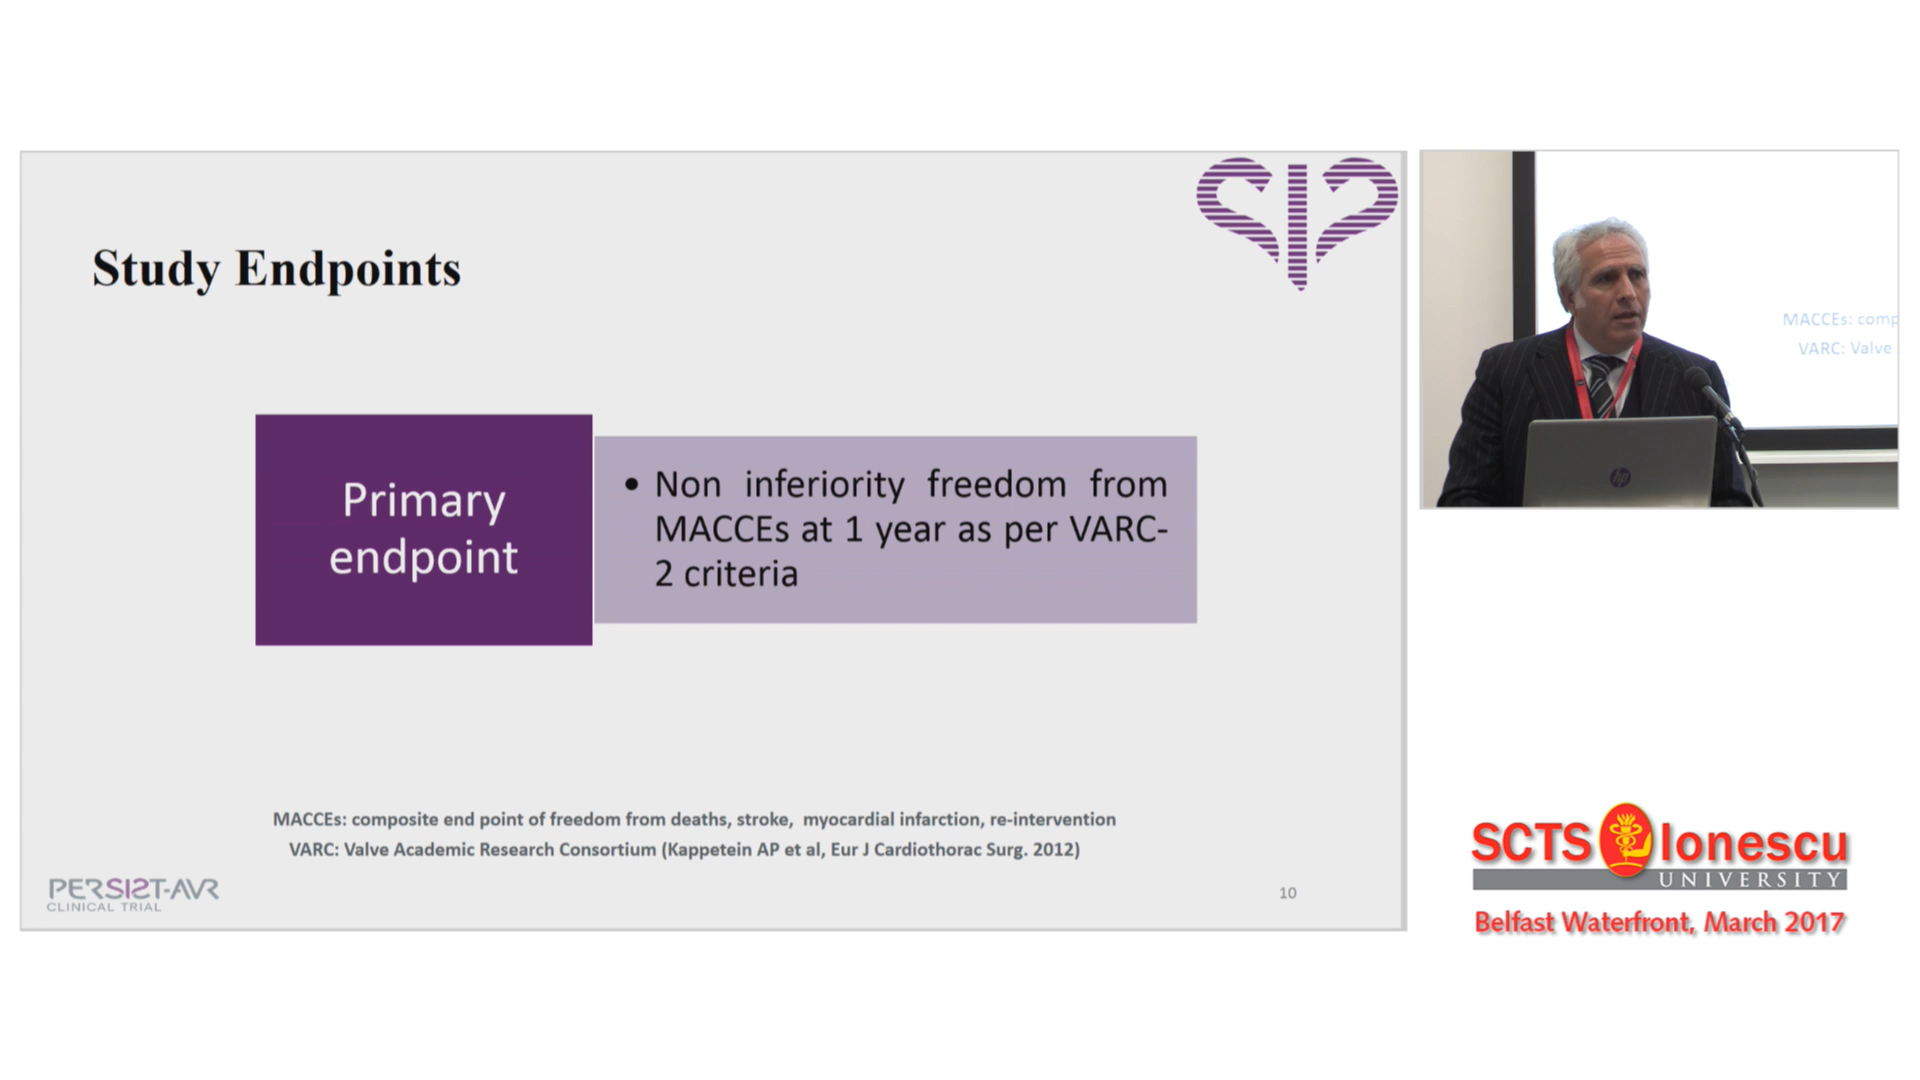 Study Endpoints
Primary
endpoint
• Non inferiority freedom from
MACCEs at 1 year as per VARC-
2 criteria
MACCEs: composite end point of freedom from deaths, stroke, myocardial infarction, re-intervention
VARC: Valve Academic Research Consortium (Kappetein AP et al, Eur J Cardiothorac Surg. 2012)
PERSIST-AVR
CLINICAL TRIAL
10
MACCEs: comp
VARC: Valve
hp
SCTS Ionescu
UNIVERSITY
Belfast Waterfront, March 2017